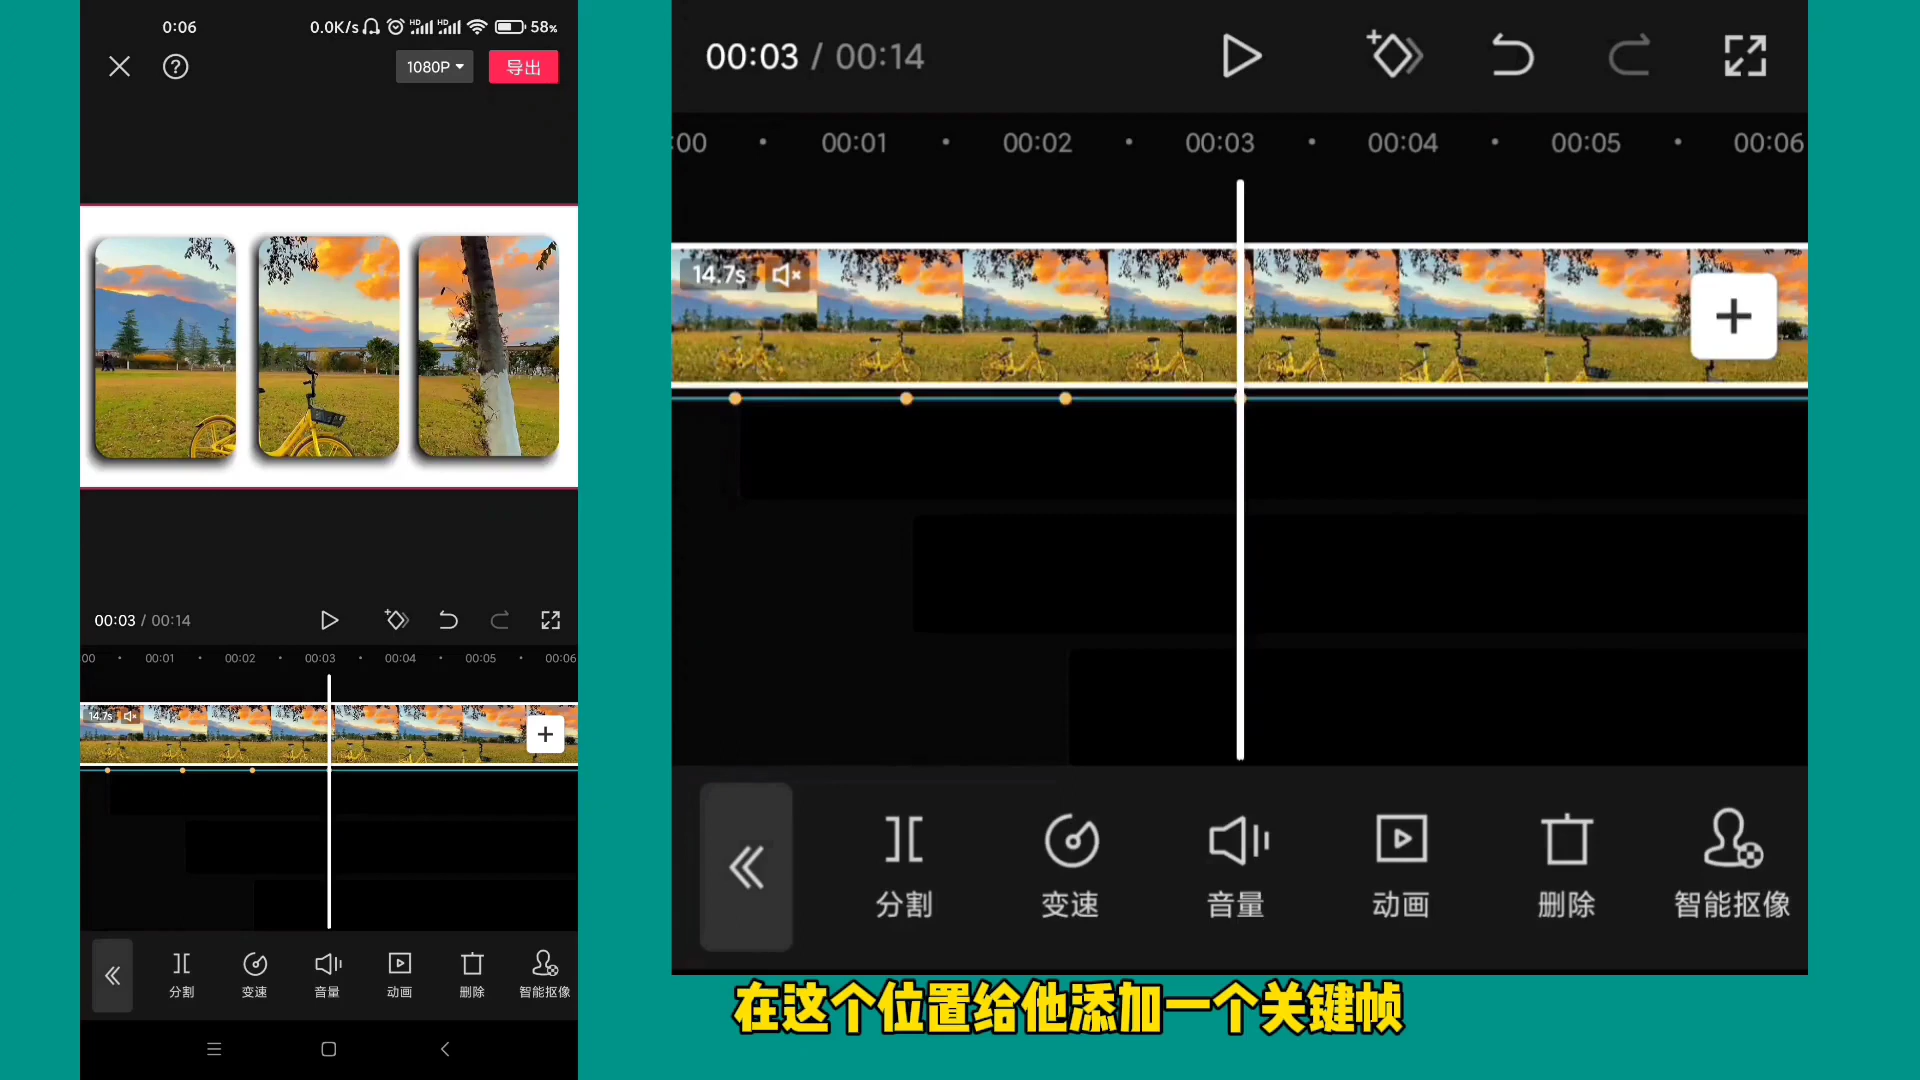 0:06
0.0K/s HD HD 58%
1080P 导出
00:03 / 00:14
00 00:01 00:02 00:03 00:04 00:05 00:06
14.7s
分割 变速 音量 动画 删除 智能抠像
00:03 / 00:14
:00 00:01 00:02 00:03 00:04 00:05 00:06
14.7s
分割 变速 音量 动画 删除 智能抠像
在这个位置给他添加一个关键帧